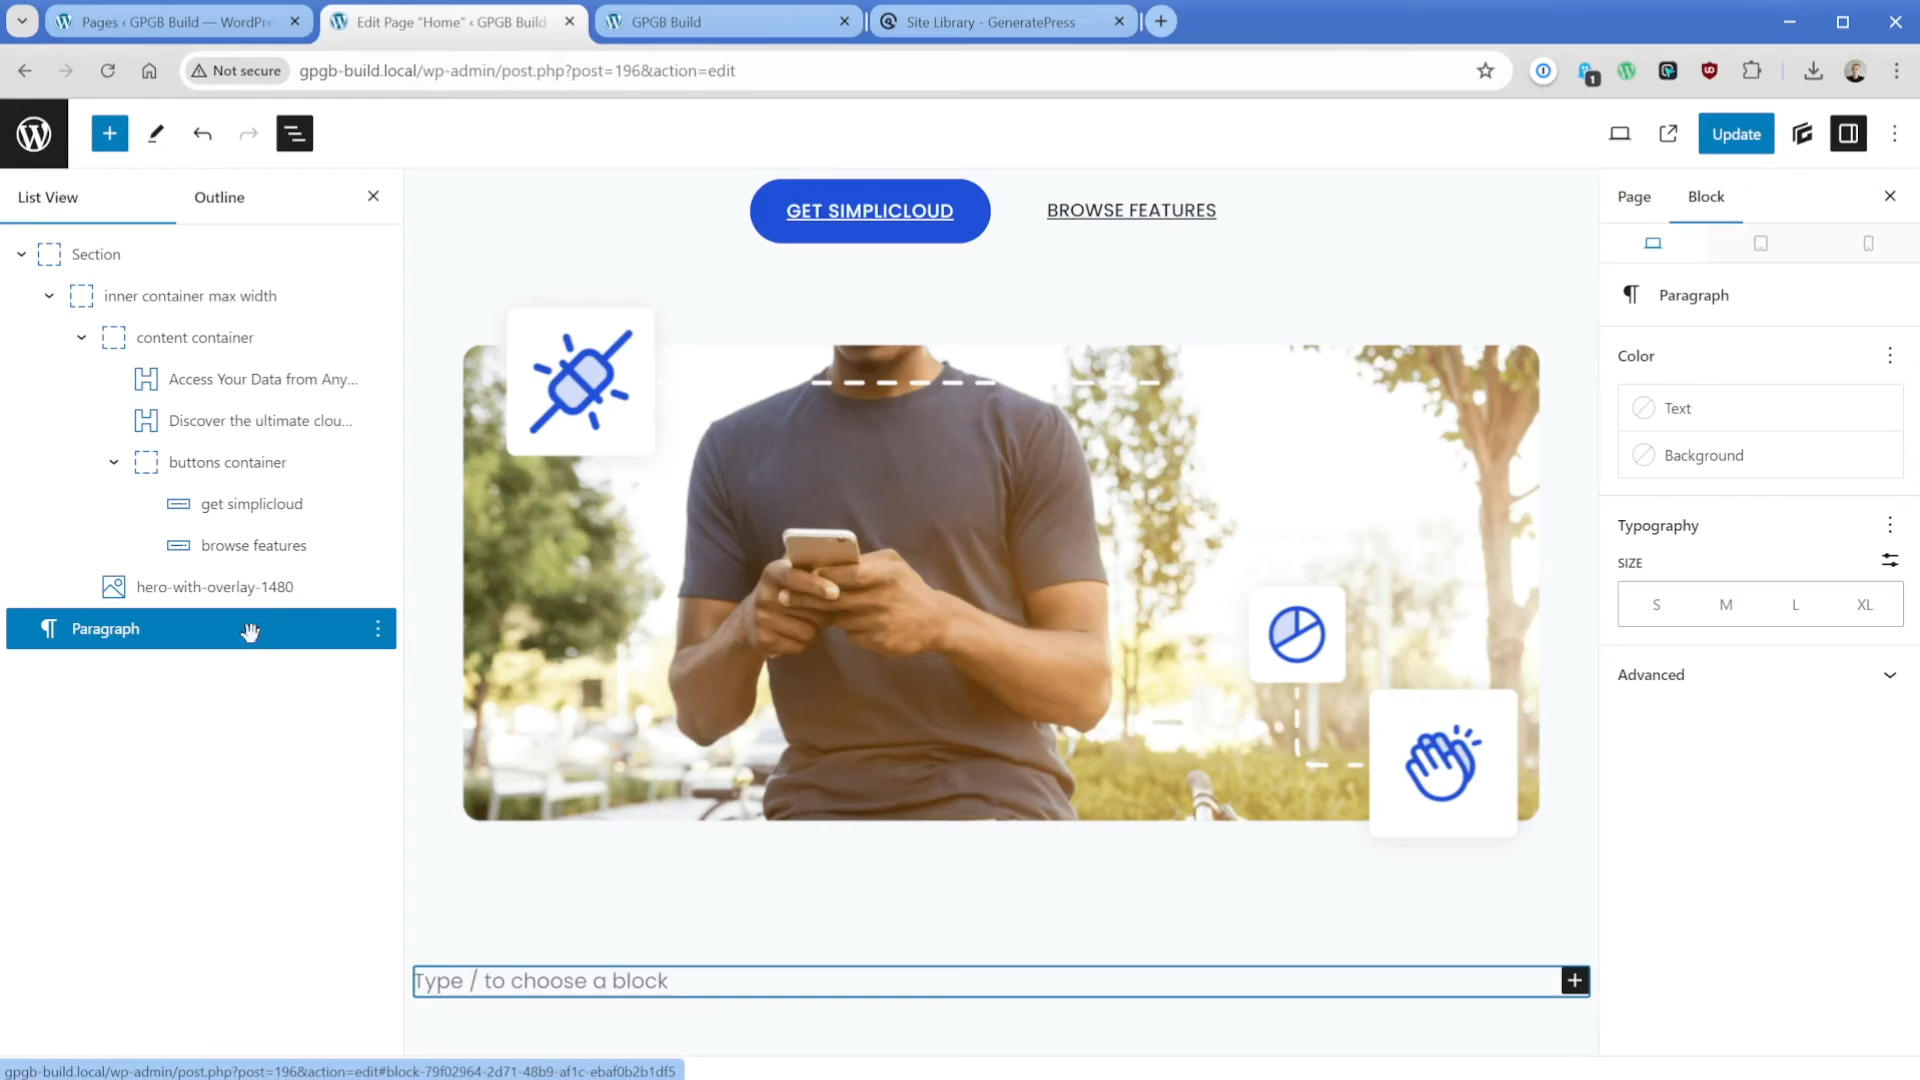 Pages ‹ GPGB Build — WordPre
Edit Page "Home" ‹ GPGB Build
GPGB Build
Site Library - GeneratePress
Not secure
gpgb-build.local/wp-admin/post.php?post=196&action=edit
1
Update
List View
Outline
Page
Block
Section
inner container max width
content container
Access Your Data from Any...
Discover the ultimate clou...
buttons container
get simplicloud
browse features
hero-with-overlay-1480
Paragraph
GET SIMPLICLOUD
BROWSE FEATURES
Type / to choose a block
Paragraph
Color
Text
Background
Typography
SIZE
S
M
L
XL
Advanced
gpgb-build.local/wp-admin/post.php?post=196&action=edit#block-79f02964-2d71-48b9-af1c-ebaf0b2b1df5